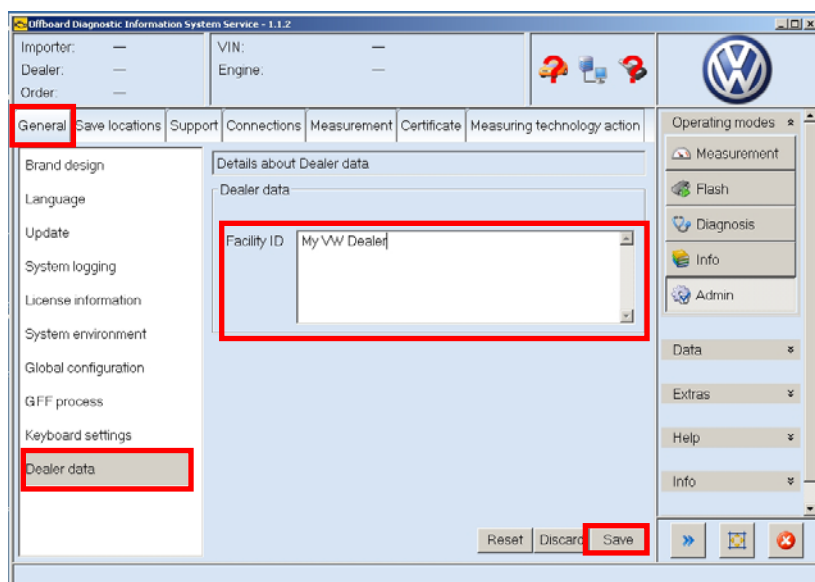 Offboard Diagnostic Information System Service - 1.1.2
Importer: —
Dealer: —
Order: —
VIN: —
Engine: —
General Save locations Support Connections Measurement Certificate Measuring technology action
Brand design
Language
Update
System logging
License information
System environment
Global configuration
GFF process
Keyboard settings
Dealer data
Details about Dealer data
Dealer data
Facility ID My VW Dealer
Reset Discard Save
Operating modes
Measurement
Flash
Diagnosis
Info
Admin
Data
Extras
Help
Info